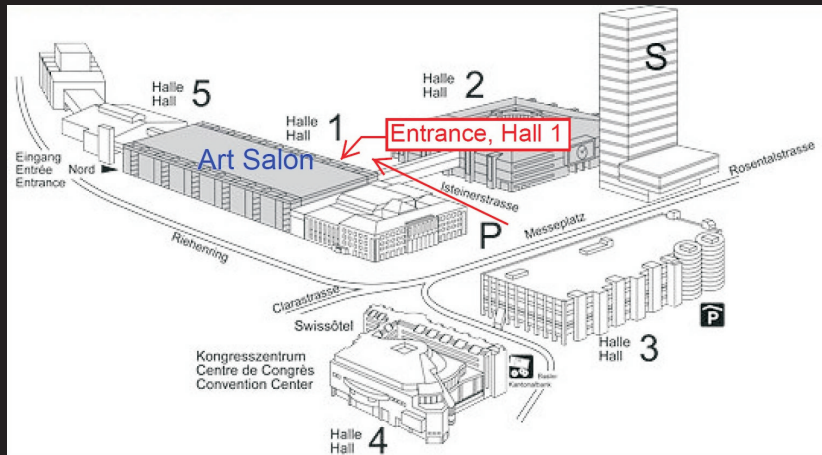 Halle
Hall 5
Halle
Hall 1
Halle
Hall 2
S
Entrance, Hall 1
Art Salon
Eingang
Entrée
Entrance
Nord
Isteinerstrasse
Rosentalstrasse
P
Messeplatz
Riehenring
Clarastrasse
Swissôtel
Kongresszentrum
Centre de Congrès
Convention Center
P
Halle
Hall 3
Basler
Kantonalbank
Halle
Hall 4